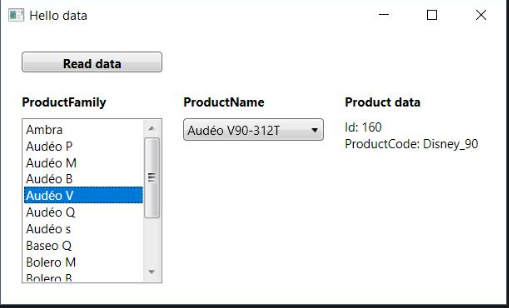 Hello data
Read data
ProductFamily
Ambra
Audéo P
Audéo M
Audéo B
Audéo V
Audéo Q
Audéo s
Baseo Q
Bolero M
Bolero B
ProductName
Audéo V90-312T
Product data
Id: 160
ProductCode: Disney_90